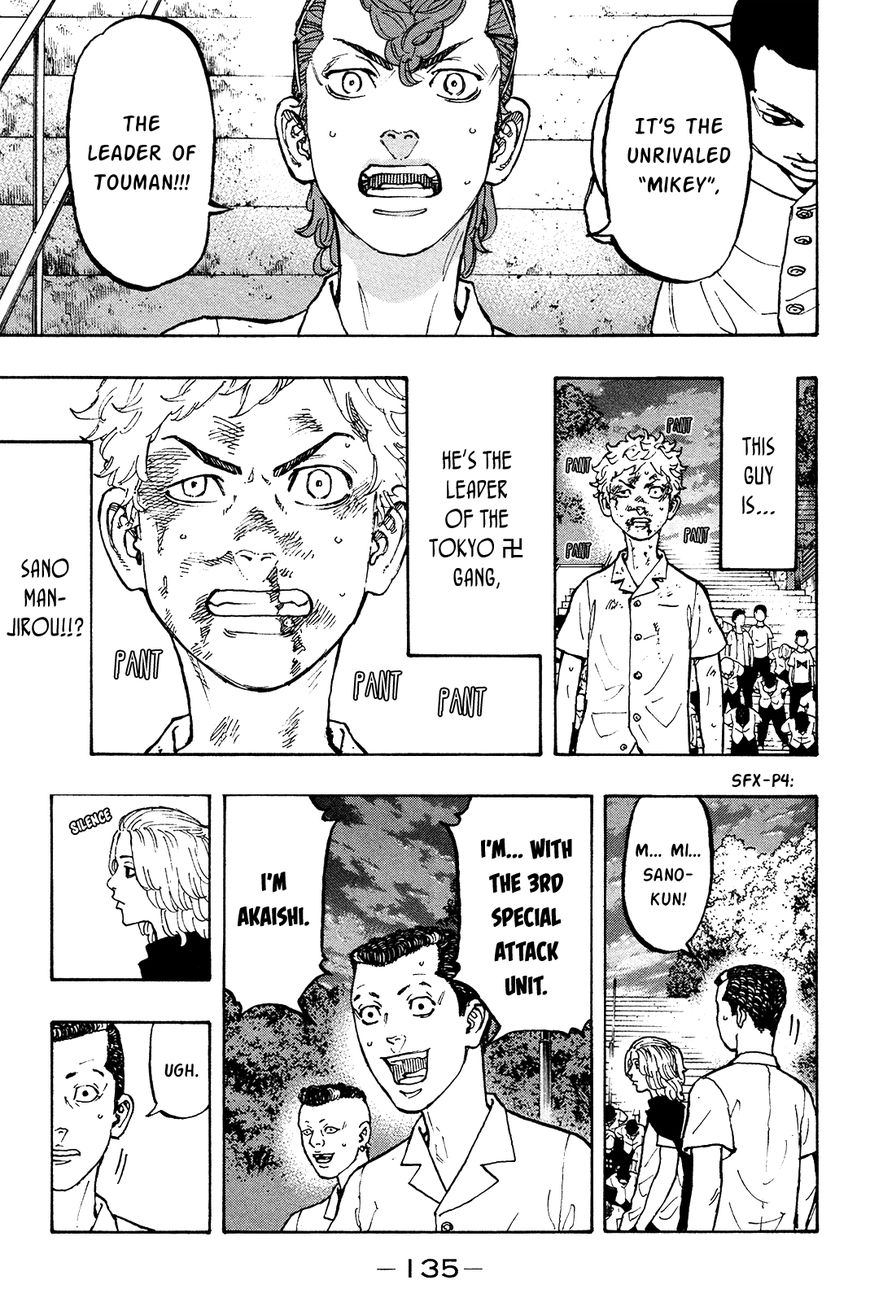 IT'S THE
UNRIVALED
"MIKEY",
THE
LEADER OF
TOUMAN!!!
THIS
GUY
IS...
PANT
PANT
PANT
PANT
HE'S THE
LEADER
OF THE
TOKYO 卍
GANG,
SANO
MAN-
JIROU!!?
PANT
PANT
PANT
SFX-P4:
M... MI...
SANO-
KUN!
I'M... WITH
THE 3RD
SPECIAL
ATTACK
UNIT.
I'M
AKAISHI.
SILENCE
UGH.
—135—